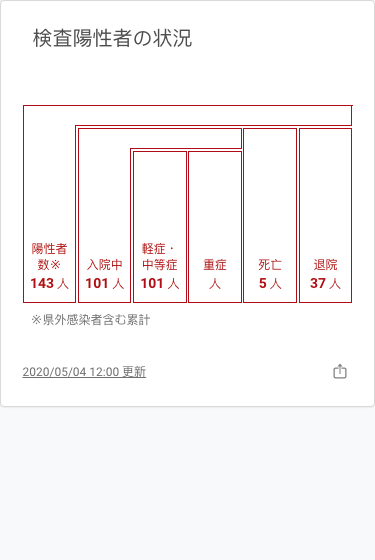 検査陽性者の状況
陽性者
数※
143 人
入院中
101 人
軽症・
中等症
101 人
重症
人
死亡
5 人
退院
37 人
※県外感染者含む累計
2020/05/04 12:00 更新